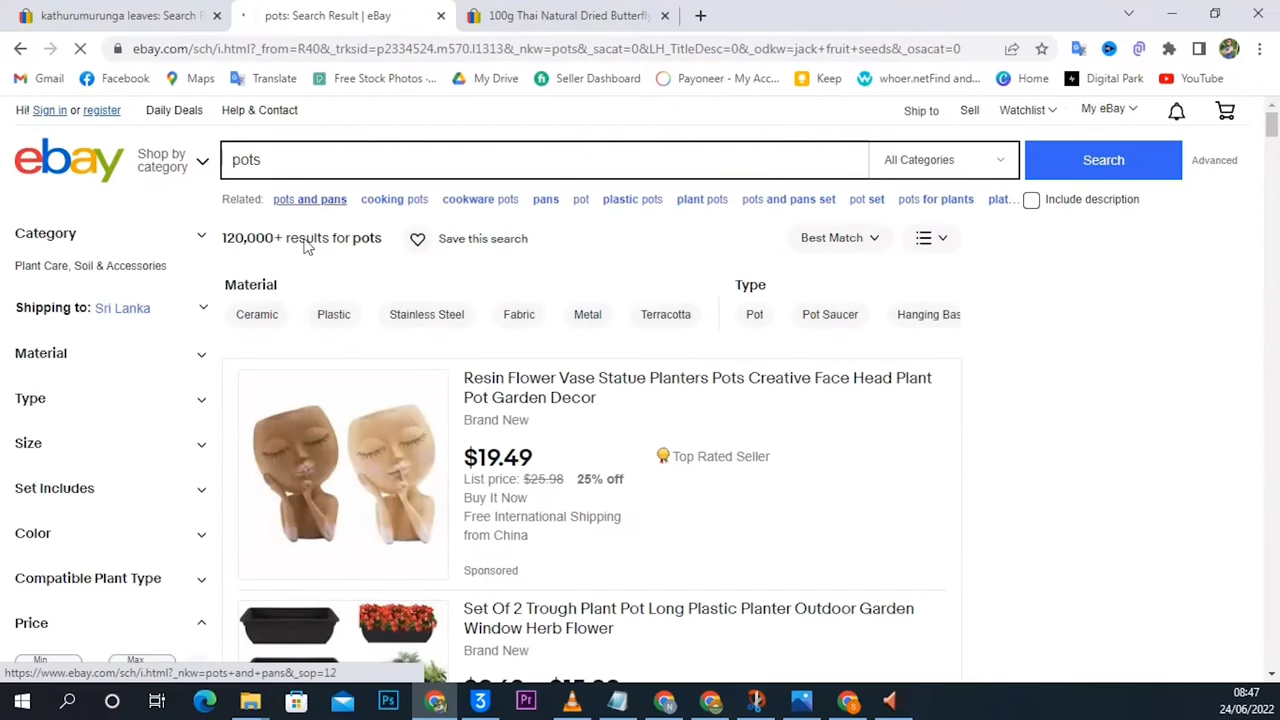 kathurumurunga leaves: Search R
pots: Search Result | eBay
100g Thai Natural Dried Butterfly
ebay.com/sch/i.html?_from=R40&_trksid=p2334524.m570.l1313&_nkw=pots&_sacat=0&LH_TitleDesc=0&_odkw=jack+fruit+seeds&_osacat=0
Gmail Facebook Maps Translate Free Stock Photos -... My Drive Seller Dashboard Payoneer - My Acc... Keep whoer.netFind and... Home Digital Park YouTube
Hi! Sign in or register Daily Deals Help & Contact Ship to Sell Watchlist My eBay
ebay Shop by category pots All Categories Search Advanced
Related: pots and pans cooking pots cookware pots pans pot plastic pots plant pots pots and pans set pot set pots for plants plat... Include description
Category
Plant Care, Soil & Accessories
Shipping to: Sri Lanka
Material
Type
Size
Set Includes
Color
Compatible Plant Type
Price
Min Max
120,000+ results for pots Save this search Best Match
Material Type
Ceramic Plastic Stainless Steel Fabric Metal Terracotta Pot Pot Saucer Hanging Bas
Resin Flower Vase Statue Planters Pots Creative Face Head Plant
Pot Garden Decor
Brand New
$19.49 Top Rated Seller
List price: $25.98 25% off
Buy It Now
Free International Shipping
from China
Sponsored
Set Of 2 Trough Plant Pot Long Plastic Planter Outdoor Garden
Window Herb Flower
Brand New
https://www.ebay.com/sch/i.html?_nkw=pots+and+pans&_sop=12
Ps Pr
08:47
24/06/2022